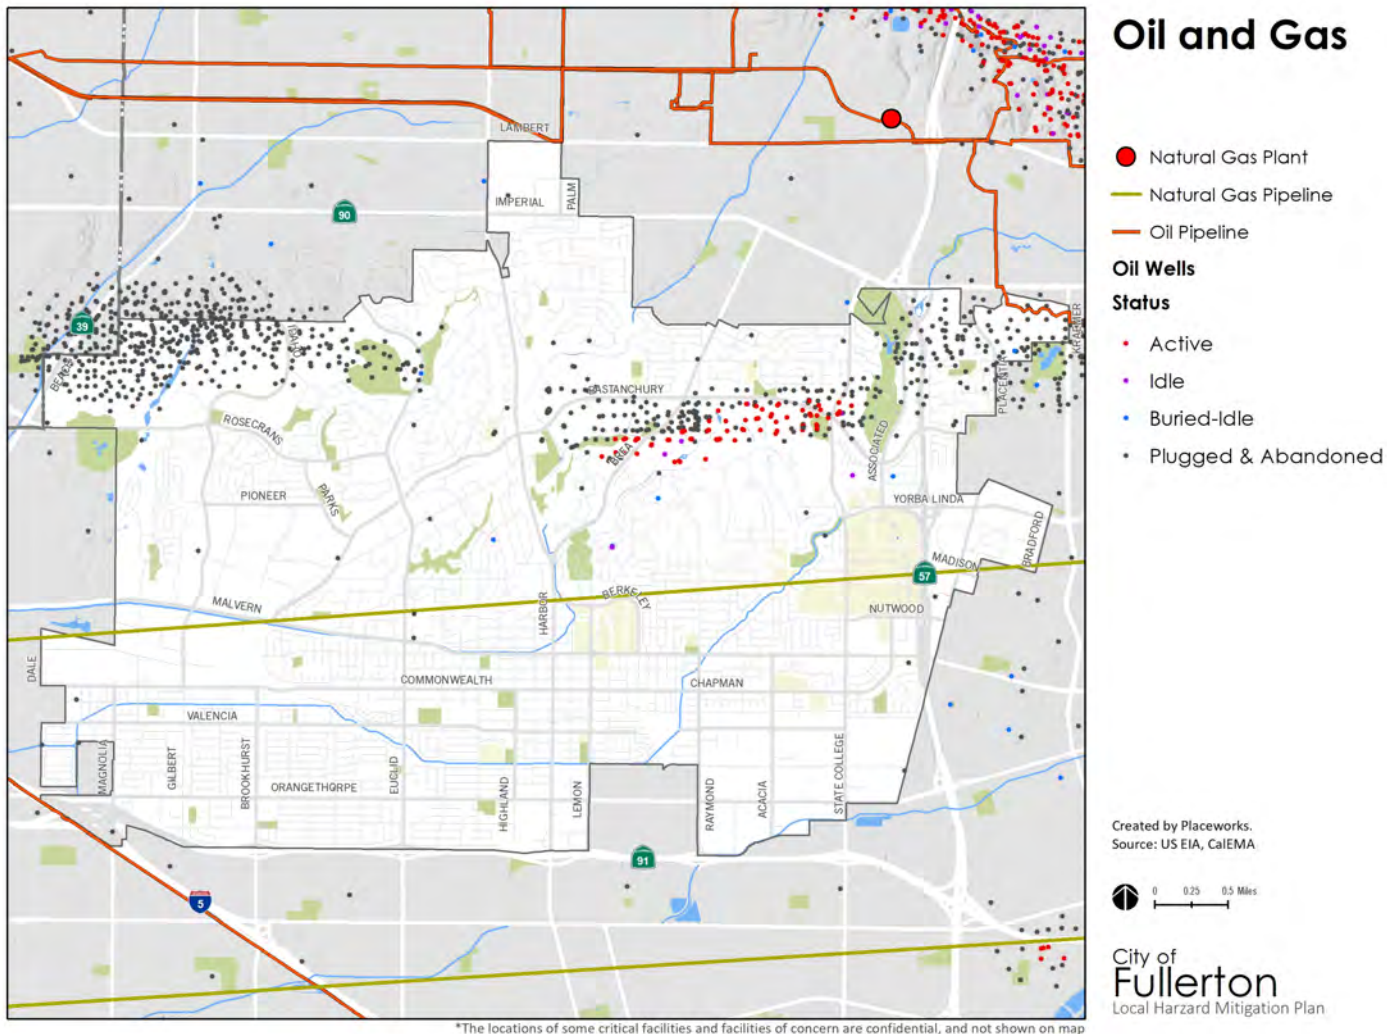 Oil and Gas
Natural Gas Plant
Natural Gas Pipeline
Oil Pipeline
Oil Wells
Status
Active
Idle
Buried-Idle
Plugged & Abandoned
LAMBERT
IMPERIAL
PALM
90
39
BEACH
IDAHO
KRAEMER
PLACENTIA
BASTANCHURY
ROSECRANS
BREA
ASSOCIATED
PIONEER
PARKS
YORBA LINDA
BRADFORD
MADISON
57
MALVERN
HARBOR
BERKELEY
NUTWOOD
DALE
COMMONWEALTH
CHAPMAN
VALENCIA
MAGNOLIA
GILBERT
BROOKHURST
ORANGETHORPE
EUCLID
HIGHLAND
LEMON
RAYMOND
ACACIA
STATE COLLEGE
91
5
Created by Placeworks.
Source: US EIA, CalEMA
0 0.25 0.5 Miles
City of
Fullerton
Local Harzard Mitigation Plan
*The locations of some critical facilities and facilities of concern are confidential, and not shown on map